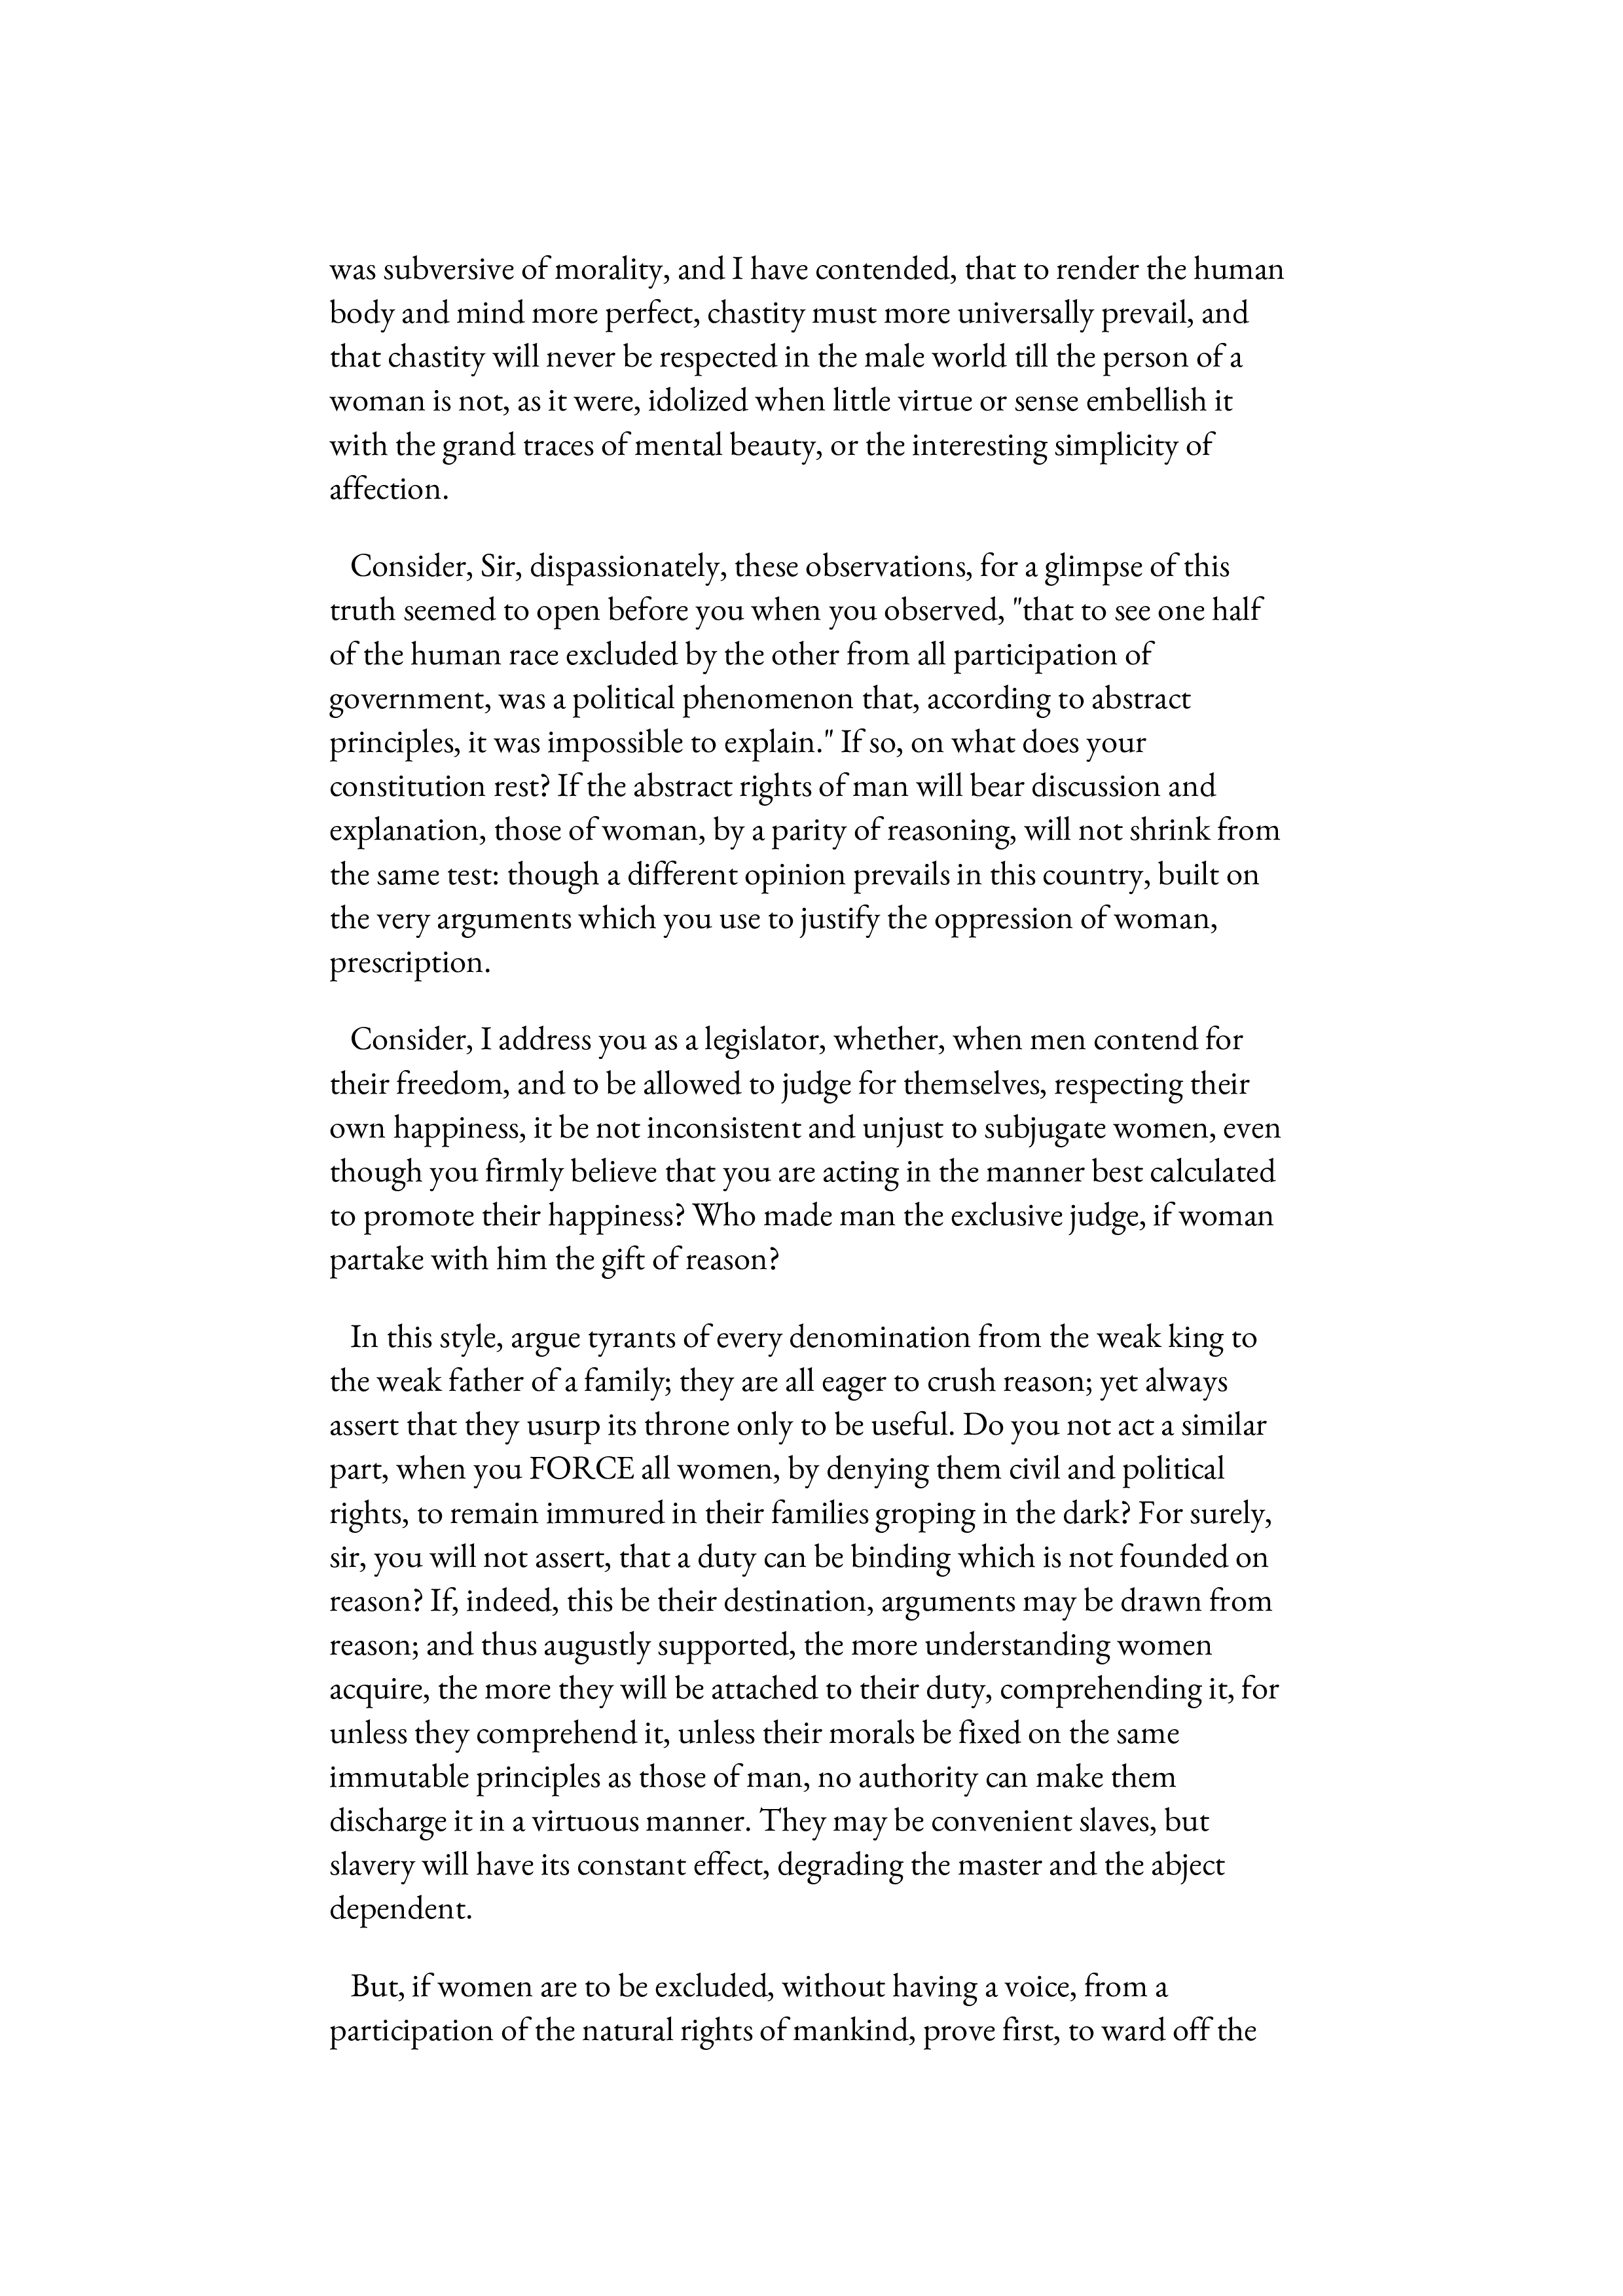 was subversive of morality, and I have contended, that to render the human
body and mind more perfect, chastity must more universally prevail, and
that chastity will never be respected in the male world till the person of a
woman is not, as it were, idolized when little virtue or sense embellish it
with the grand traces of mental beauty, or the interesting simplicity of
affection.
Consider, Sir, dispassionately, these observations, for a glimpse of this
truth seemed to open before you when you observed, "that to see one half
of the human race excluded by the other from all participation of
government, was a political phenomenon that, according to abstract
principles, it was impossible to explain." If so, on what does your
constitution rest? If the abstract rights of man will bear discussion and
explanation, those of woman, by a parity of reasoning, will not shrink from
the same test: though a different opinion prevails in this country, built on
the very arguments which you use to justify the oppression of woman,
prescription.
Consider, I address you as a legislator, whether, when men contend for
their freedom, and to be allowed to judge for themselves, respecting their
own happiness, it be not inconsistent and unjust to subjugate women, even
though you firmly believe that you are acting in the manner best calculated
to promote their happiness? Who made man the exclusive judge, if woman
partake with him the gift of reason?
In this style, argue tyrants of every denomination from the weak king to
the weak father of a family; they are all eager to crush reason; yet always
assert that they usurp its throne only to be useful. Do you not act a similar
part, when you FORCE all women, by denying them civil and political
rights, to remain immured in their families groping in the dark? For surely,
sir, you will not assert, that a duty can be binding which is not founded on
reason? If, indeed, this be their destination, arguments may be drawn from
reason; and thus augustly supported, the more understanding women
acquire, the more they will be attached to their duty, comprehending it, for
unless they comprehend it, unless their morals be fixed on the same
immutable principles as those of man, no authority can make them
discharge it in a virtuous manner. They may be convenient slaves, but
slavery will have its constant effect, degrading the master and the abject
dependent.
But, if women are to be excluded, without having a voice, from a
participation of the natural rights of mankind, prove first, to ward off the